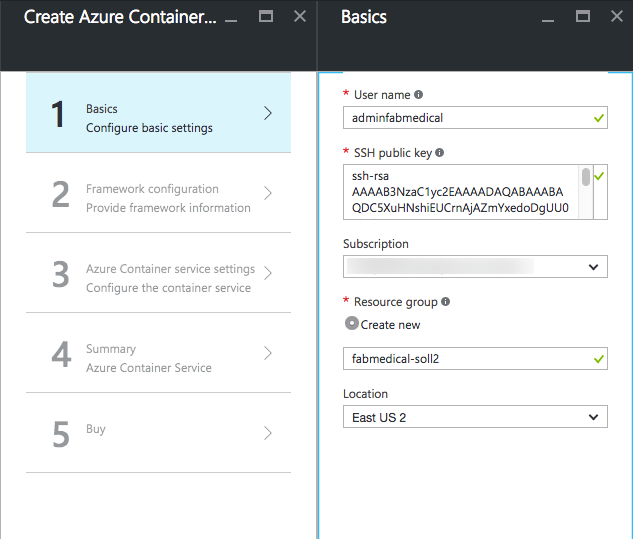 Create Azure Container...
Basics
1
Basics
Configure basic settings
2
Framework configuration
Provide framework information
3
Azure Container service settings
Configure the container service
4
Summary
Azure Container Service
5
Buy
* User name
adminfabmedical
* SSH public key
ssh-rsa
AAAAB3NzaC1yc2EAAAADAQABAAABA
QDC5XuHNshiEUCrnAjAZmYxedoDgUU0
Subscription
* Resource group
Create new
fabmedical-soll2
Location
East US 2